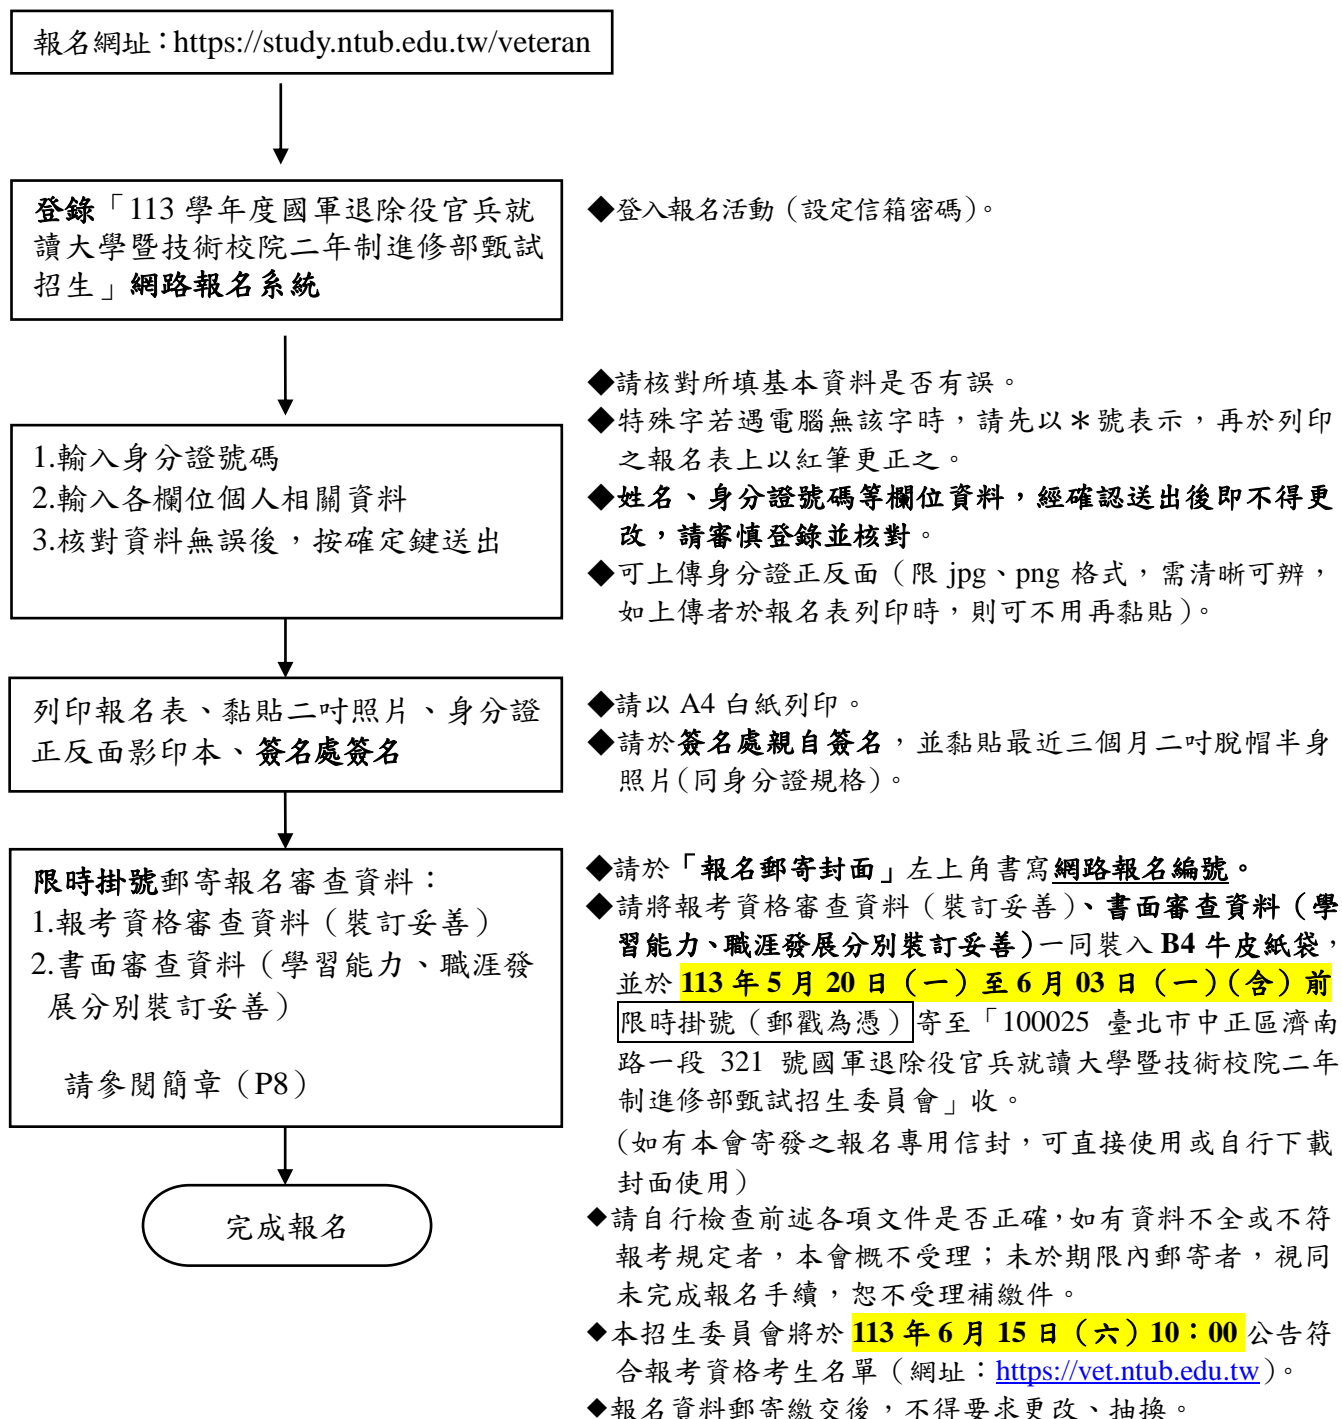 報名網址：https://study.ntub.edu.tw/veteran
登錄「113 學年度國軍退除役官兵就
讀大學暨技術校院二年制進修部甄試
招生」網路報名系統
◆登入報名活動（設定信箱密碼）。
1.輸入身分證號碼
2.輸入各欄位個人相關資料
3.核對資料無誤後，按確定鍵送出
◆請核對所填基本資料是否有誤。
◆特殊字若遇電腦無該字時，請先以＊號表示，再於列印
之報名表上以紅筆更正之。
◆姓名、身分證號碼等欄位資料，經確認送出後即不得更
改，請審慎登錄並核對。
◆可上傳身分證正反面（限 jpg、png 格式，需清晰可辨，
如上傳者於報名表列印時，則可不用再黏貼）。
列印報名表、黏貼二吋照片、身分證
正反面影印本、簽名處簽名
◆請以 A4 白紙列印。
◆請於簽名處親自簽名，並黏貼最近三個月二吋脫帽半身
照片(同身分證規格)。
限時掛號郵寄報名審查資料：
1.報考資格審查資料（裝訂妥善）
2.書面審查資料（學習能力、職涯發
展分別裝訂妥善）
請參閱簡章（P8）
◆請於「報名郵寄封面」左上角書寫網路報名編號。
◆請將報考資格審查資料（裝訂妥善）、書面審查資料（學
習能力、職涯發展分別裝訂妥善）一同裝入 B4 牛皮紙袋，
並於 113 年 5 月 20 日（一）至 6 月 03 日（一）（含）前
限時掛號（郵戳為憑）寄至「100025 臺北市中正區濟南
路一段 321 號國軍退除役官兵就讀大學暨技術校院二年
制進修部甄試招生委員會」收。
（如有本會寄發之報名專用信封，可直接使用或自行下載
封面使用）
◆請自行檢查前述各項文件是否正確，如有資料不全或不符
報考規定者，本會概不受理；未於期限內郵寄者，視同
未完成報名手續，恕不受理補繳件。
◆本招生委員會將於 113 年 6 月 15 日（六）10：00 公告符
合報考資格考生名單（網址：https://vet.ntub.edu.tw）。
◆報名資料郵寄繳交後，不得要求更改、抽換。
完成報名